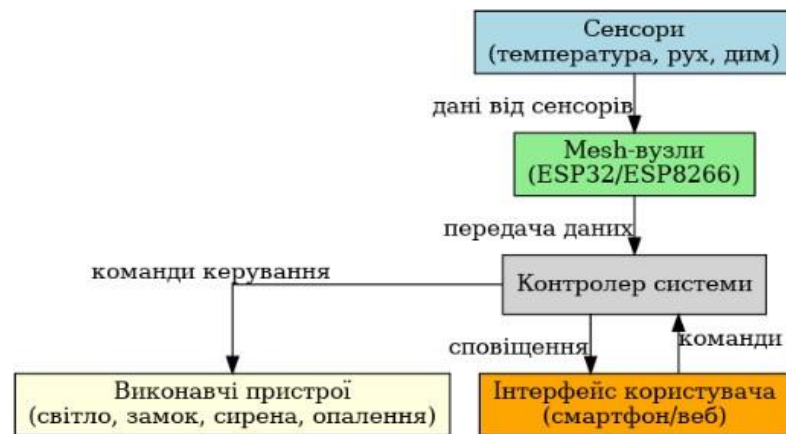 Сенсори
(температура, рух, дим)
дані від сенсорів
Mesh-вузли
(ESP32/ESP8266)
передача даних
Контролер системи
команди керування
сповіщення
команди
Виконавчі пристрої
(світло, замок, сирена, опалення)
Інтерфейс користувача
(смартфон/веб)